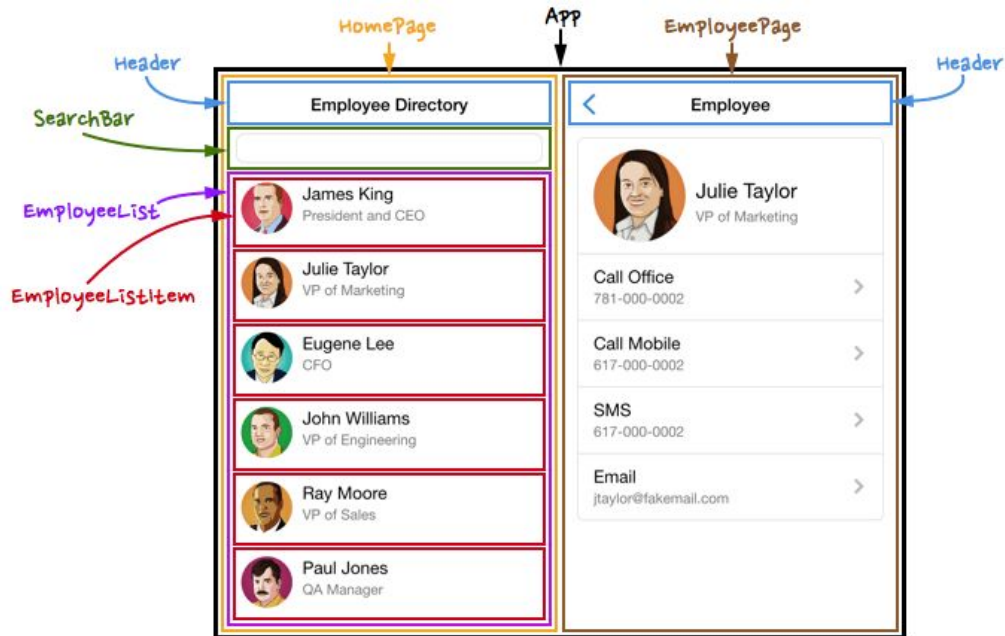 App
HomePage
EmployeePage
Header
Header
Employee Directory
Employee
SearchBar
EmployeeList
EmployeeListItem
James King
President and CEO
Julie Taylor
VP of Marketing
Eugene Lee
CFO
John Williams
VP of Engineering
Ray Moore
VP of Sales
Paul Jones
QA Manager
Julie Taylor
VP of Marketing
Call Office
781-000-0002
Call Mobile
617-000-0002
SMS
617-000-0002
Email
jtaylor@fakemail.com